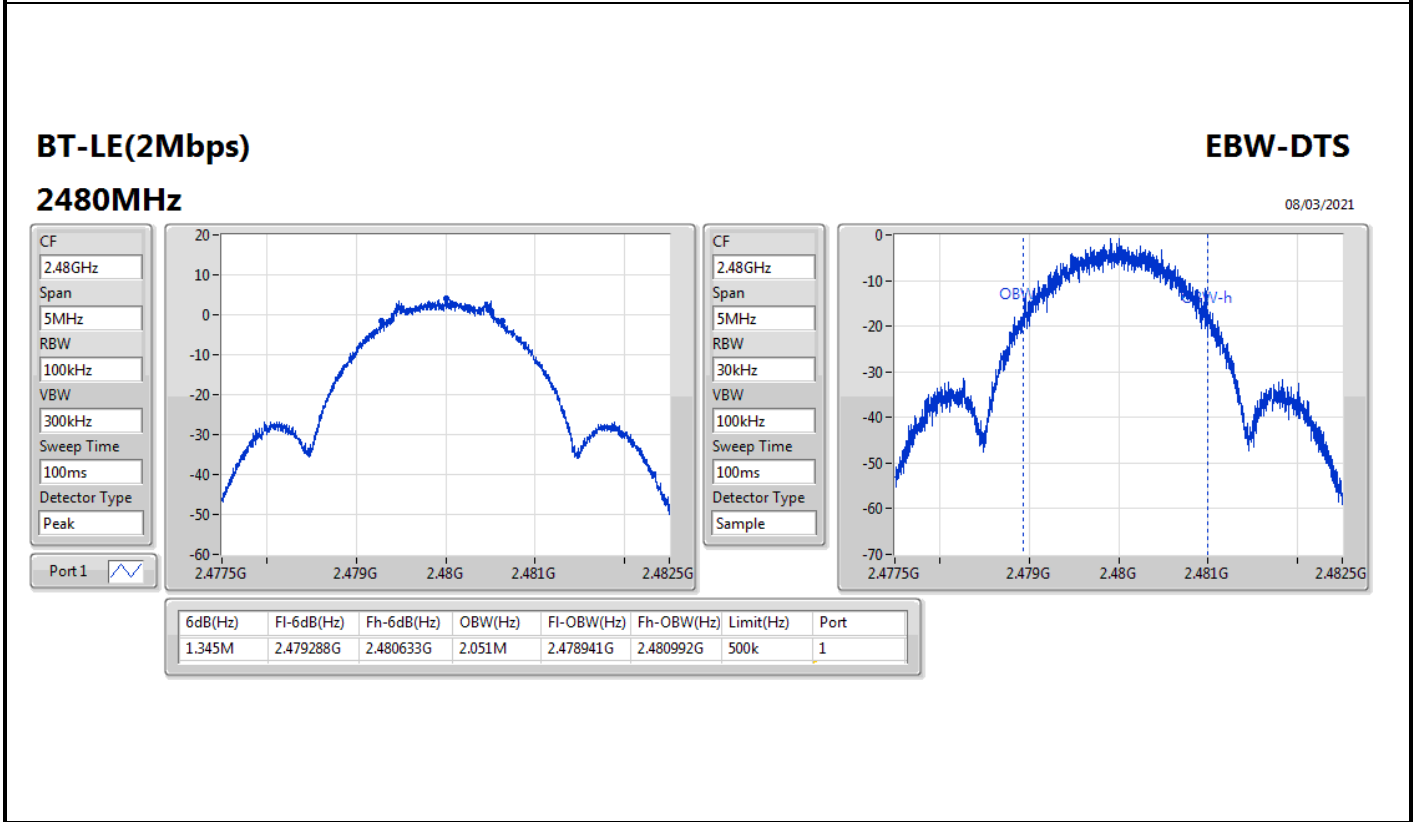 BT-LE(2Mbps)
EBW-DTS
2480MHz
08/03/2021
CF
2.48GHz
Span
5MHz
RBW
100kHz
VBW
300kHz
Sweep Time
100ms
Detector Type
Peak
Port 1
20
10
0
-10
-20
-30
-40
-50
-60
2.4775G 2.479G 2.48G 2.481G 2.4825G
CF
2.48GHz
Span
5MHz
RBW
30kHz
VBW
100kHz
Sweep Time
100ms
Detector Type
Sample
0
-10
-20
-30
-40
-50
-60
-70
2.4775G 2.479G 2.48G 2.481G 2.4825G
6dB(Hz) Fl-6dB(Hz) Fh-6dB(Hz) OBW(Hz) Fl-OBW(Hz) Fh-OBW(Hz) Limit(Hz) Port
1.345M 2.479288G 2.480633G 2.051M 2.478941G 2.480992G 500k 1